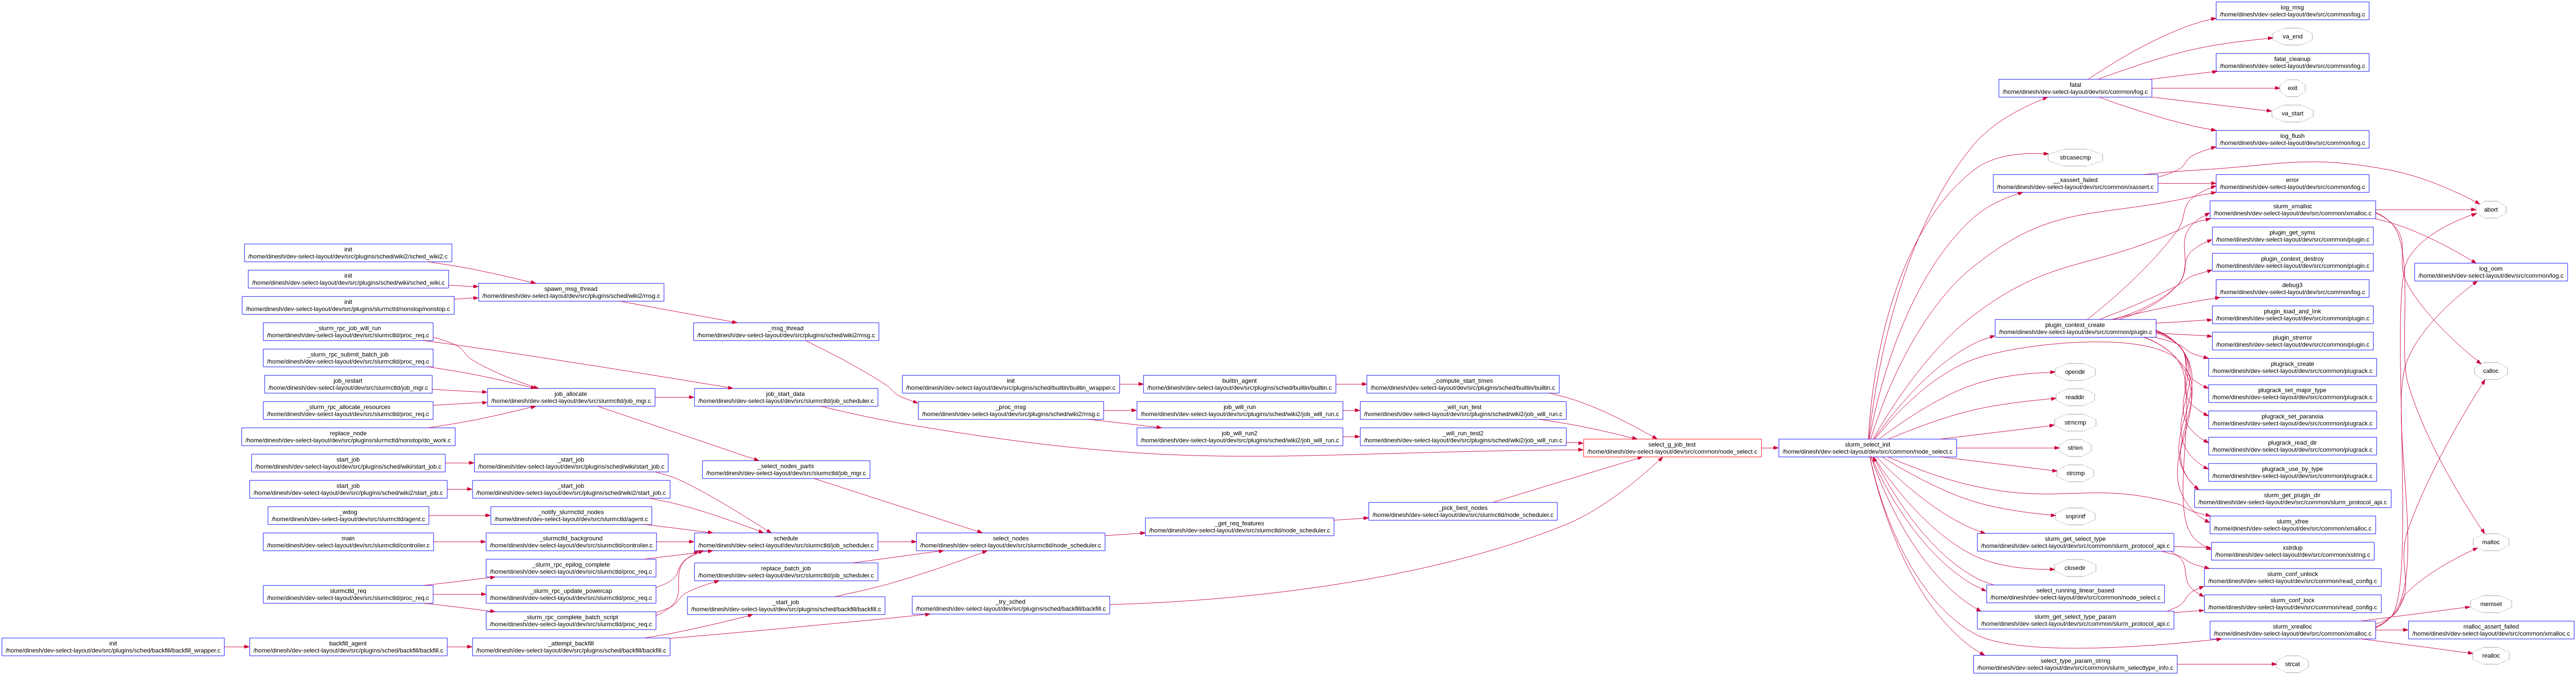 log_msg
/home/dinesh/dev-select-layout/dev/src/common/log.c
va_end
fatal_cleanup
/home/dinesh/dev-select-layout/dev/src/common/log.c
fatal
/home/dinesh/dev-select-layout/dev/src/common/log.c
exit
va_start
log_flush
/home/dinesh/dev-select-layout/dev/src/common/log.c
strcasecmp
__xassert_failed
/home/dinesh/dev-select-layout/dev/src/common/xassert.c
error
/home/dinesh/dev-select-layout/dev/src/common/log.c
slurm_xmalloc
/home/dinesh/dev-select-layout/dev/src/common/xmalloc.c
abort
plugin_get_syms
/home/dinesh/dev-select-layout/dev/src/common/plugin.c
init
/home/dinesh/dev-select-layout/dev/src/plugins/sched/wiki2/sched_wiki2.c
plugin_context_destroy
/home/dinesh/dev-select-layout/dev/src/common/plugin.c
log_oom
/home/dinesh/dev-select-layout/dev/src/common/log.c
init
/home/dinesh/dev-select-layout/dev/src/plugins/sched/wiki/sched_wiki.c
spawn_msg_thread
/home/dinesh/dev-select-layout/dev/src/plugins/sched/wiki2/msg.c
debug3
/home/dinesh/dev-select-layout/dev/src/common/log.c
init
/home/dinesh/dev-select-layout/dev/src/plugins/slurmctld/nonstop/nonstop.c
plugin_load_and_link
/home/dinesh/dev-select-layout/dev/src/common/plugin.c
_slurm_rpc_job_will_run
/home/dinesh/dev-select-layout/dev/src/slurmctld/proc_req.c
_msg_thread
/home/dinesh/dev-select-layout/dev/src/plugins/sched/wiki2/msg.c
plugin_context_create
/home/dinesh/dev-select-layout/dev/src/common/plugin.c
plugin_strerror
/home/dinesh/dev-select-layout/dev/src/common/plugin.c
_slurm_rpc_submit_batch_job
/home/dinesh/dev-select-layout/dev/src/slurmctld/proc_req.c
plugrack_create
/home/dinesh/dev-select-layout/dev/src/common/plugrack.c
opendir
calloc
job_restart
/home/dinesh/dev-select-layout/dev/src/slurmctld/job_mgr.c
init
/home/dinesh/dev-select-layout/dev/src/plugins/sched/builtin/builtin_wrapper.c
builtin_agent
/home/dinesh/dev-select-layout/dev/src/plugins/sched/builtin/builtin.c
_compute_start_times
/home/dinesh/dev-select-layout/dev/src/plugins/sched/builtin/builtin.c
plugrack_set_major_type
/home/dinesh/dev-select-layout/dev/src/common/plugrack.c
job_allocate
/home/dinesh/dev-select-layout/dev/src/slurmctld/job_mgr.c
job_start_data
/home/dinesh/dev-select-layout/dev/src/slurmctld/job_scheduler.c
readdir
_slurm_rpc_allocate_resources
/home/dinesh/dev-select-layout/dev/src/slurmctld/proc_req.c
_proc_msg
/home/dinesh/dev-select-layout/dev/src/plugins/sched/wiki2/msg.c
job_will_run
/home/dinesh/dev-select-layout/dev/src/plugins/sched/wiki2/job_will_run.c
_will_run_test
/home/dinesh/dev-select-layout/dev/src/plugins/sched/wiki2/job_will_run.c
plugrack_set_paranoia
/home/dinesh/dev-select-layout/dev/src/common/plugrack.c
strncmp
replace_node
/home/dinesh/dev-select-layout/dev/src/plugins/slurmctld/nonstop/do_work.c
job_will_run2
/home/dinesh/dev-select-layout/dev/src/plugins/sched/wiki2/job_will_run.c
_will_run_test2
/home/dinesh/dev-select-layout/dev/src/plugins/sched/wiki2/job_will_run.c
select_g_job_test
/home/dinesh/dev-select-layout/dev/src/common/node_select.c
slurm_select_init
/home/dinesh/dev-select-layout/dev/src/common/node_select.c
strlen
plugrack_read_dir
/home/dinesh/dev-select-layout/dev/src/common/plugrack.c
start_job
/home/dinesh/dev-select-layout/dev/src/plugins/sched/wiki/start_job.c
_start_job
/home/dinesh/dev-select-layout/dev/src/plugins/sched/wiki/start_job.c
_select_nodes_parts
/home/dinesh/dev-select-layout/dev/src/slurmctld/job_mgr.c
strcmp
plugrack_use_by_type
/home/dinesh/dev-select-layout/dev/src/common/plugrack.c
start_job
/home/dinesh/dev-select-layout/dev/src/plugins/sched/wiki2/start_job.c
_start_job
/home/dinesh/dev-select-layout/dev/src/plugins/sched/wiki2/start_job.c
slurm_get_plugin_dir
/home/dinesh/dev-select-layout/dev/src/common/slurm_protocol_api.c
_wdog
/home/dinesh/dev-select-layout/dev/src/slurmctld/agent.c
_notify_slurmctld_nodes
/home/dinesh/dev-select-layout/dev/src/slurmctld/agent.c
_pick_best_nodes
/home/dinesh/dev-select-layout/dev/src/slurmctld/node_scheduler.c
snprintf
_get_req_features
/home/dinesh/dev-select-layout/dev/src/slurmctld/node_scheduler.c
slurm_xfree
/home/dinesh/dev-select-layout/dev/src/common/xmalloc.c
main
/home/dinesh/dev-select-layout/dev/src/slurmctld/controller.c
_slurmctld_background
/home/dinesh/dev-select-layout/dev/src/slurmctld/controller.c
schedule
/home/dinesh/dev-select-layout/dev/src/slurmctld/job_scheduler.c
select_nodes
/home/dinesh/dev-select-layout/dev/src/slurmctld/node_scheduler.c
slurm_get_select_type
/home/dinesh/dev-select-layout/dev/src/common/slurm_protocol_api.c
malloc
xstrdup
/home/dinesh/dev-select-layout/dev/src/common/xstring.c
_slurm_rpc_epilog_complete
/home/dinesh/dev-select-layout/dev/src/slurmctld/proc_req.c
replace_batch_job
/home/dinesh/dev-select-layout/dev/src/slurmctld/job_scheduler.c
closedir
slurm_conf_unlock
/home/dinesh/dev-select-layout/dev/src/common/read_config.c
slurmctld_req
/home/dinesh/dev-select-layout/dev/src/slurmctld/proc_req.c
_slurm_rpc_update_powercap
/home/dinesh/dev-select-layout/dev/src/slurmctld/proc_req.c
select_running_linear_based
/home/dinesh/dev-select-layout/dev/src/common/node_select.c
_start_job
/home/dinesh/dev-select-layout/dev/src/plugins/sched/backfill/backfill.c
_try_sched
/home/dinesh/dev-select-layout/dev/src/plugins/sched/backfill/backfill.c
slurm_conf_lock
/home/dinesh/dev-select-layout/dev/src/common/read_config.c
memset
_slurm_rpc_complete_batch_script
/home/dinesh/dev-select-layout/dev/src/slurmctld/proc_req.c
slurm_get_select_type_param
/home/dinesh/dev-select-layout/dev/src/common/slurm_protocol_api.c
slurm_xrealloc
/home/dinesh/dev-select-layout/dev/src/common/xmalloc.c
malloc_assert_failed
/home/dinesh/dev-select-layout/dev/src/common/xmalloc.c
init
/home/dinesh/dev-select-layout/dev/src/plugins/sched/backfill/backfill_wrapper.c
backfill_agent
/home/dinesh/dev-select-layout/dev/src/plugins/sched/backfill/backfill.c
_attempt_backfill
/home/dinesh/dev-select-layout/dev/src/plugins/sched/backfill/backfill.c
realloc
select_type_param_string
/home/dinesh/dev-select-layout/dev/src/common/slurm_selecttype_info.c
strcat